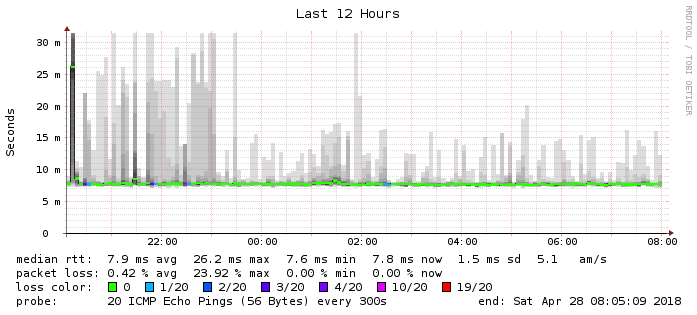 Last 12 Hours
RRDTOOL / TOBI OETIKER
Seconds
30 m
25 m
20 m
15 m
10 m
5 m
0
22:00 00:00 02:00 04:00 06:00 08:00
median rtt: 7.9 ms avg 26.2 ms max 7.6 ms min 7.8 ms now 1.5 ms sd 5.1 am/s
packet loss: 0.42 % avg 23.92 % max 0.00 % min 0.00 % now
loss color: 0 1/20 2/20 3/20 4/20 10/20 19/20
probe: 20 ICMP Echo Pings (56 Bytes) every 300s end: Sat Apr 28 08:05:09 2018